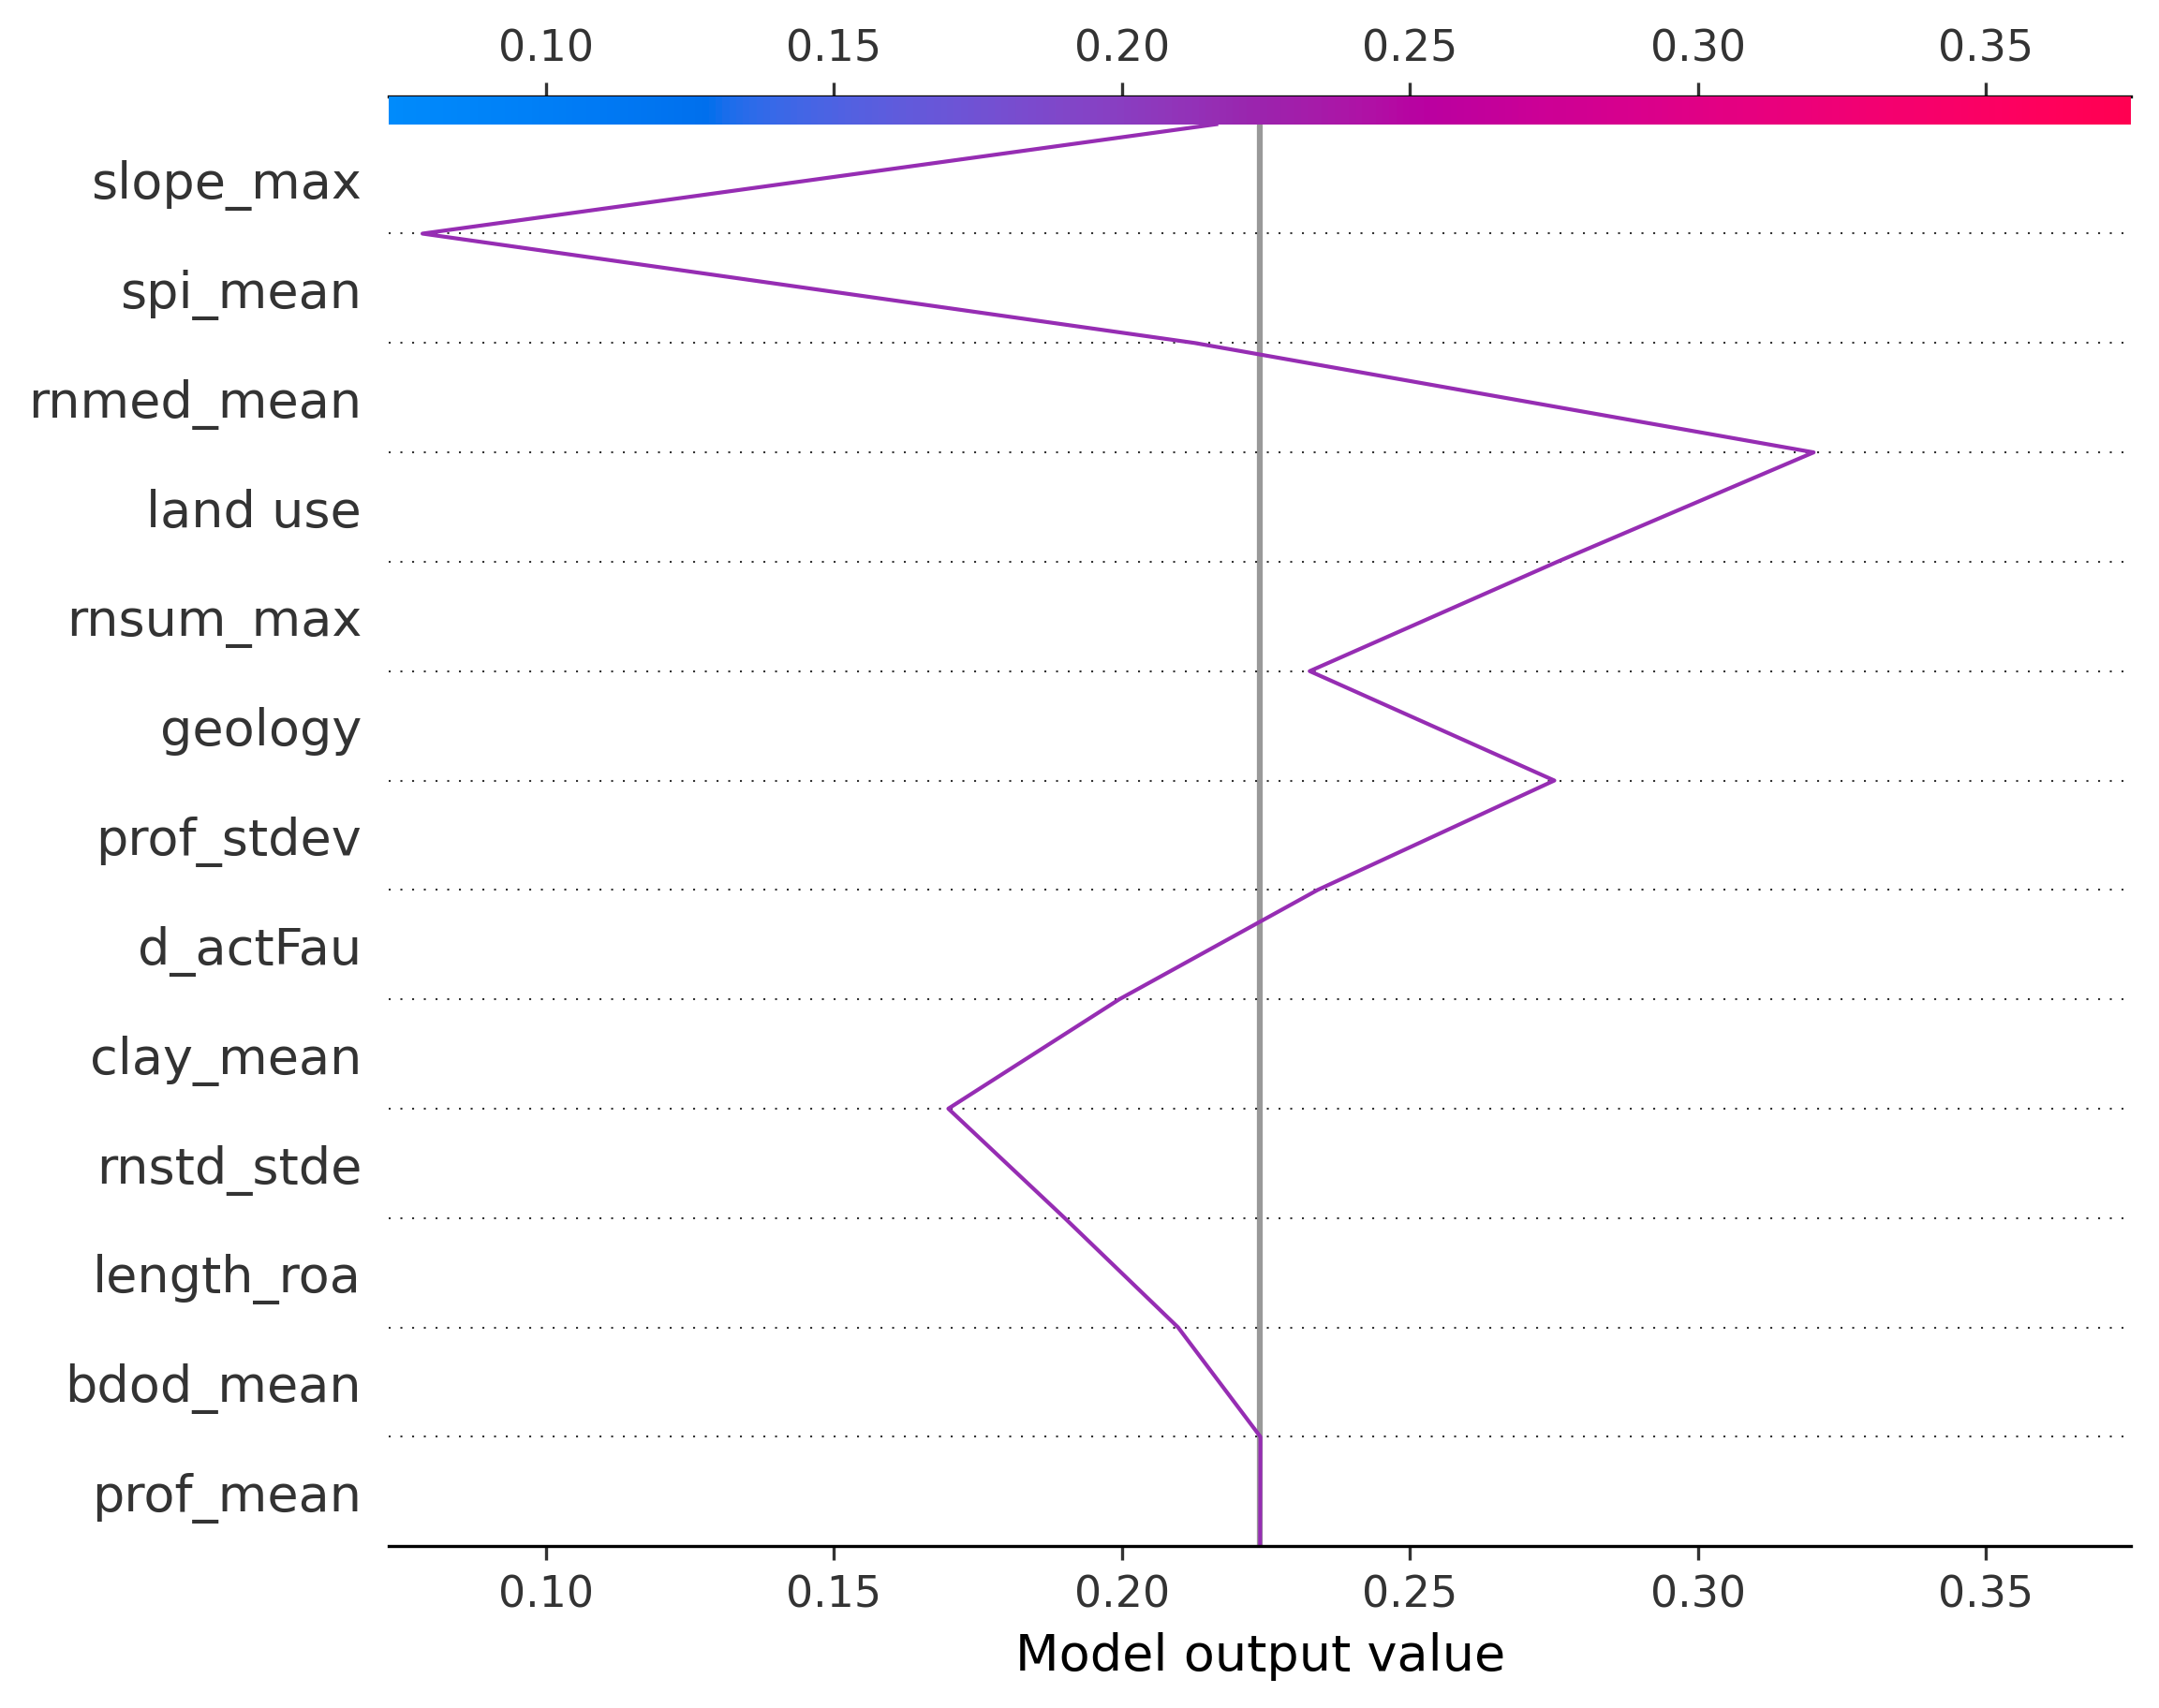 0.10 0.15 0.20 0.25 0.30 0.35
slope_max
spi_mean
rnmed_mean
land use
rnsum_max
geology
prof_stdev
d_actFau
clay_mean
rnstd_stde
length_roa
bdod_mean
prof_mean
0.10 0.15 0.20 0.25 0.30 0.35
Model output value